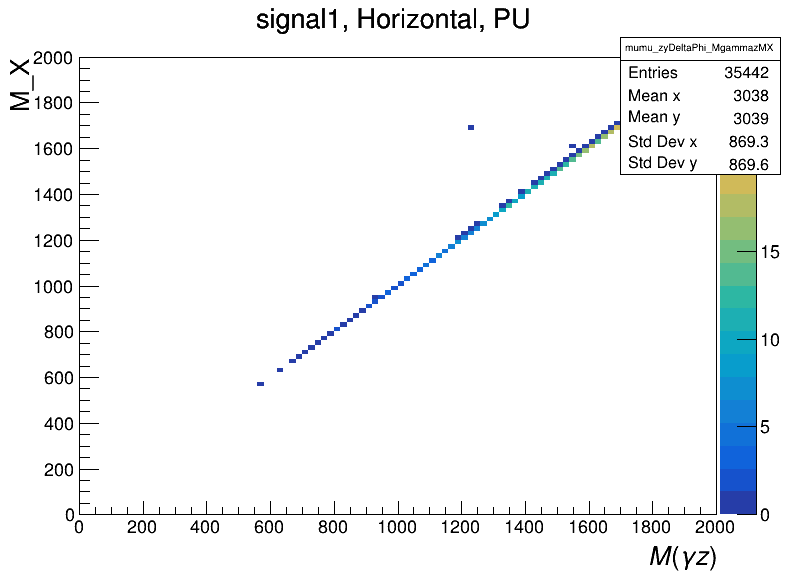 signal1, Horizontal, PU
M_X
2000
1800
1600
1400
1200
1000
800
600
400
200
0
mumu_zyDeltaPhi_MgammazMX
Entries 35442
Mean x 3038
Mean y 3039
Std Dev x 869.3
Std Dev y 869.6
15
10
5
0
0 200 400 600 800 1000 1200 1400 1600 1800 2000
M(γz)